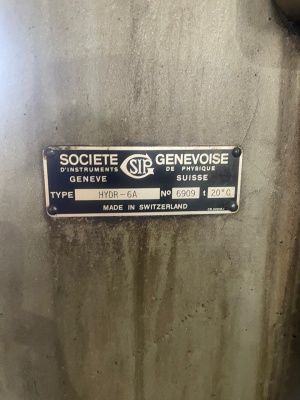 SOCIETE SIP GENEVOISE
D'INSTRUMENTS DE PHYSIQUE
GENEVE SUISSE
TYPE HYDR-6A No 6909 t 20°C
MADE IN SWITZERLAND